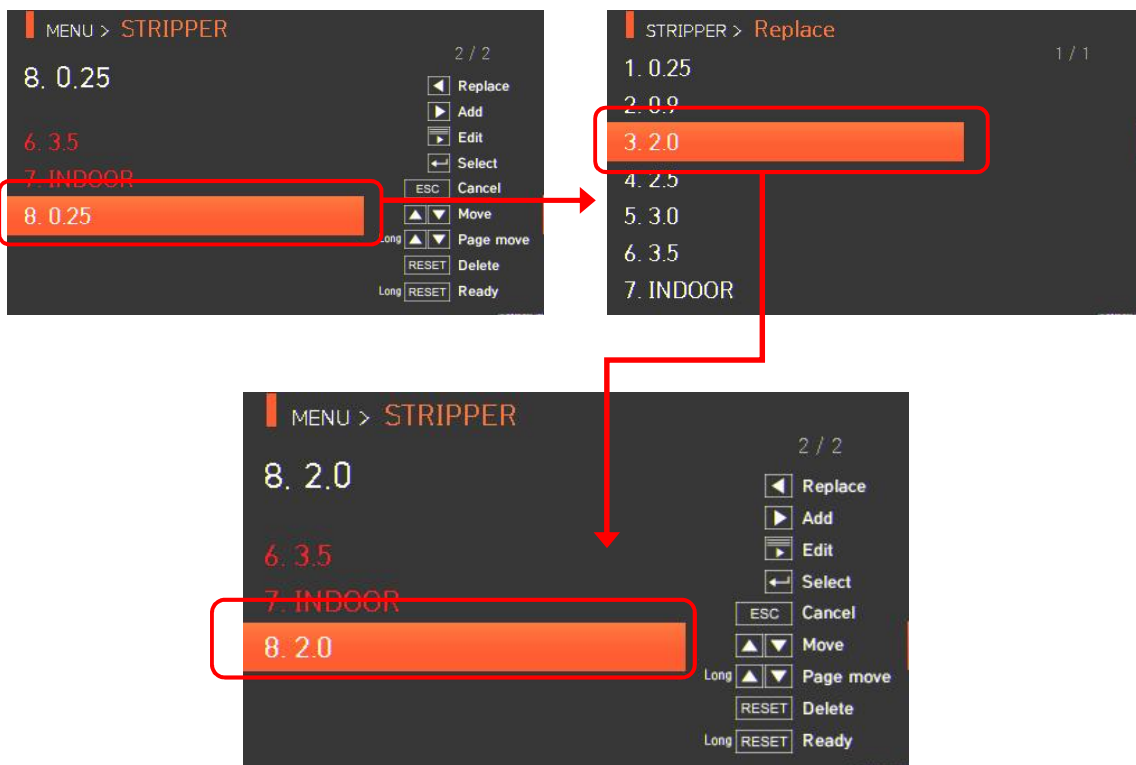 MENU > STRIPPER
2 / 2
8. 0.25
Replace
Add
6. 3.5
Edit
7. INDOOR
Select
ESC Cancel
8. 0.25
Move
Long Page move
RESET Delete
Long RESET Ready
STRIPPER > Replace
1 / 1
1. 0.25
2. 0.9
3. 2.0
4. 2.5
5. 3.0
6. 3.5
7. INDOOR
MENU > STRIPPER
2 / 2
8. 2.0
Replace
Add
6. 3.5
Edit
Select
7. INDOOR
ESC Cancel
8. 2.0
Move
Long Page move
RESET Delete
Long RESET Ready